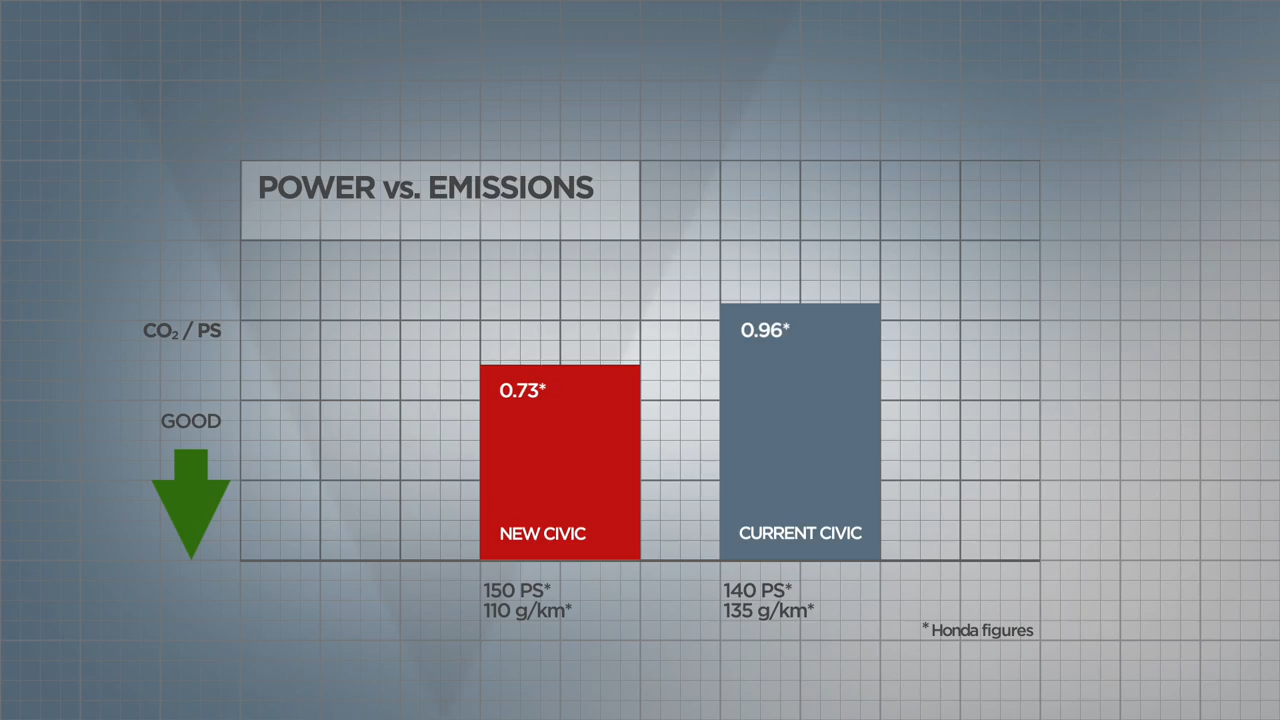 POWER vs. EMISSIONS
CO₂ / PS
GOOD
0.73*
NEW CIVIC
150 PS*
110 g/km*
0.96*
CURRENT CIVIC
140 PS*
135 g/km*
* Honda figures